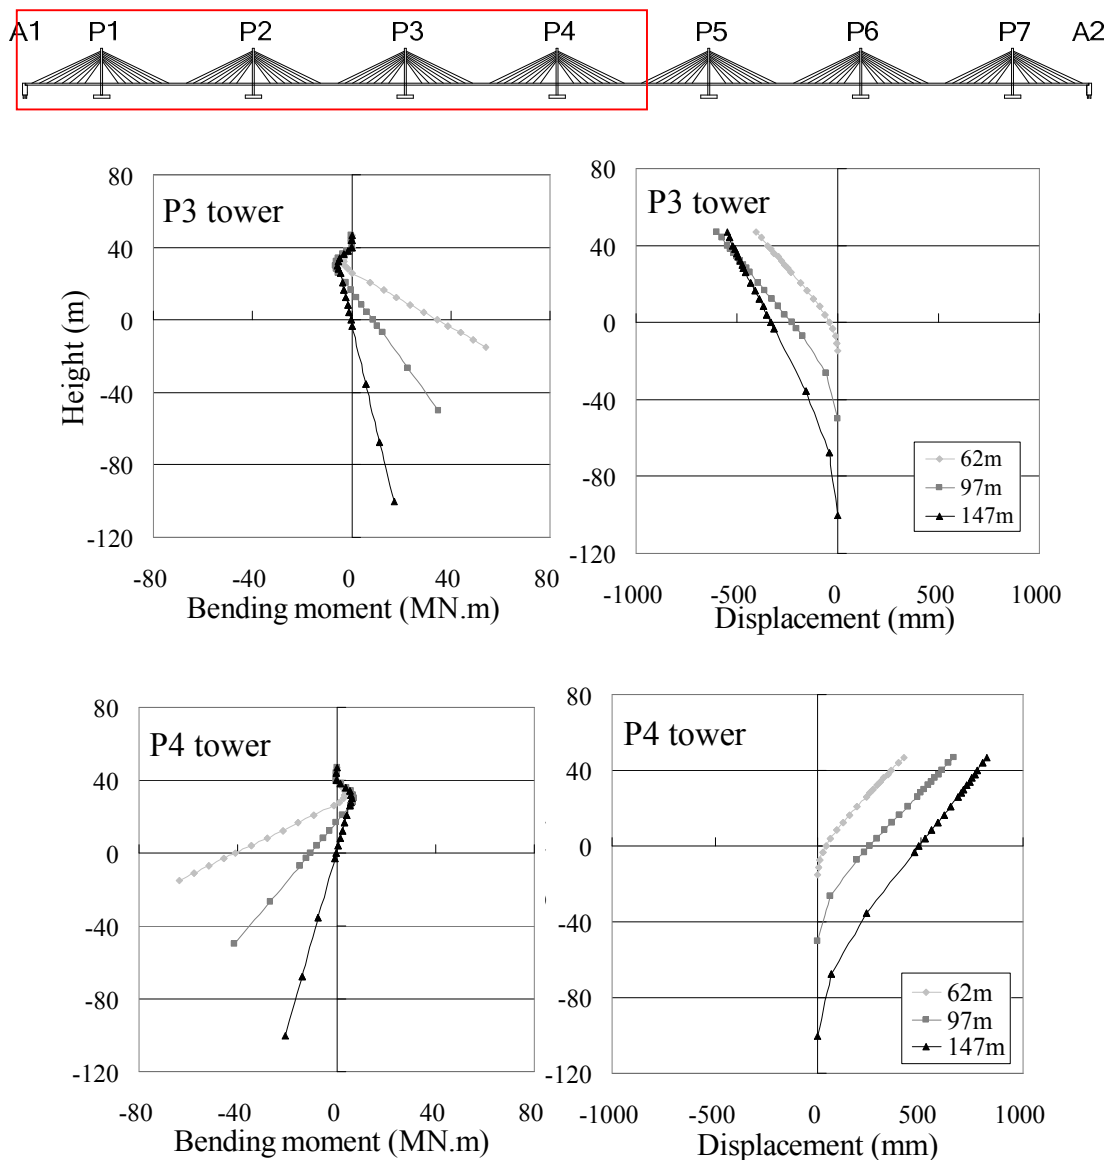 A1 P1 P2 P3 P4 P5 P6 P7 A2
P3 tower
80
40
0
-40
-80
-120
Height (m)
-80 -40 0 40 80
Bending moment (MN.m)
P3 tower
80
40
0
-40
-80
-120
62m
97m
147m
-1000 -500 0 500 1000
Displacement (mm)
P4 tower
80
40
0
-40
-80
-120
-80 -40 0 40 80
Bending moment (MN.m)
P4 tower
80
40
0
-40
-80
-120
62m
97m
147m
-1000 -500 0 500 1000
Displacement (mm)